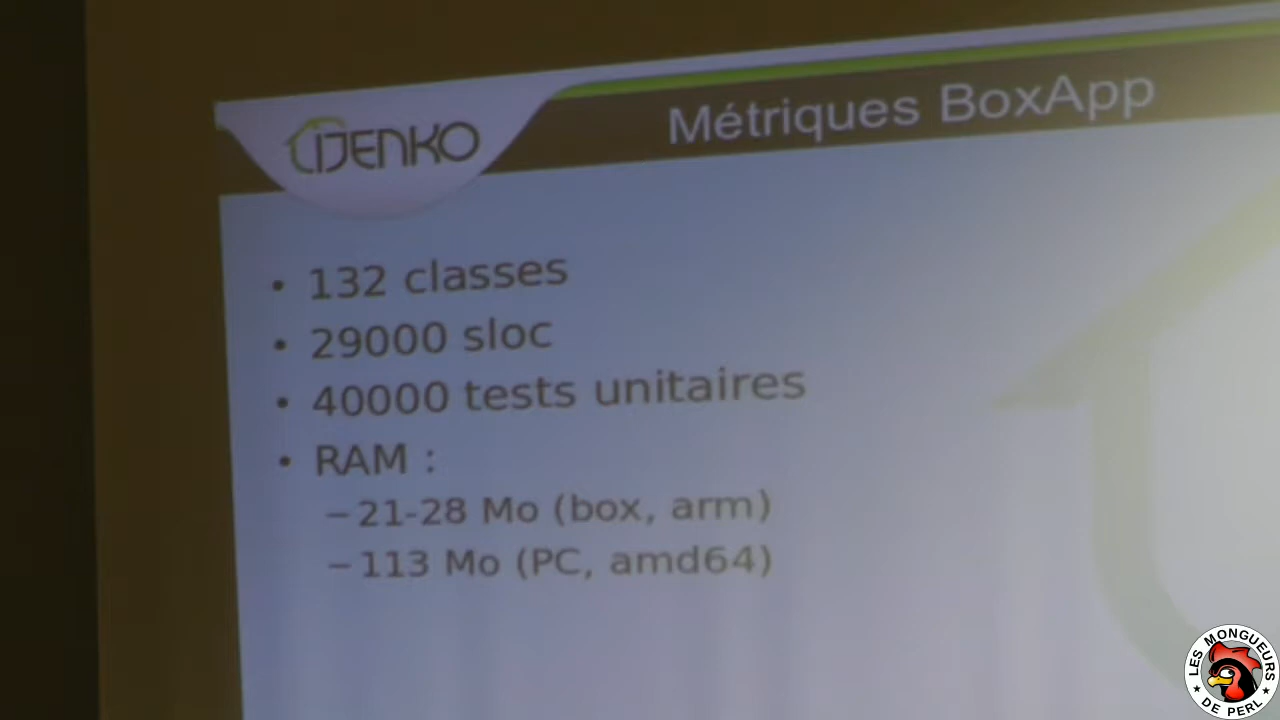 IJENKO
Métriques BoxApp
• 132 classes
• 29000 sloc
• 40000 tests unitaires
• RAM :
– 21-28 Mo (box, arm)
– 113 Mo (PC, amd64)
LES MONGUEURS
★ DE PERL ★